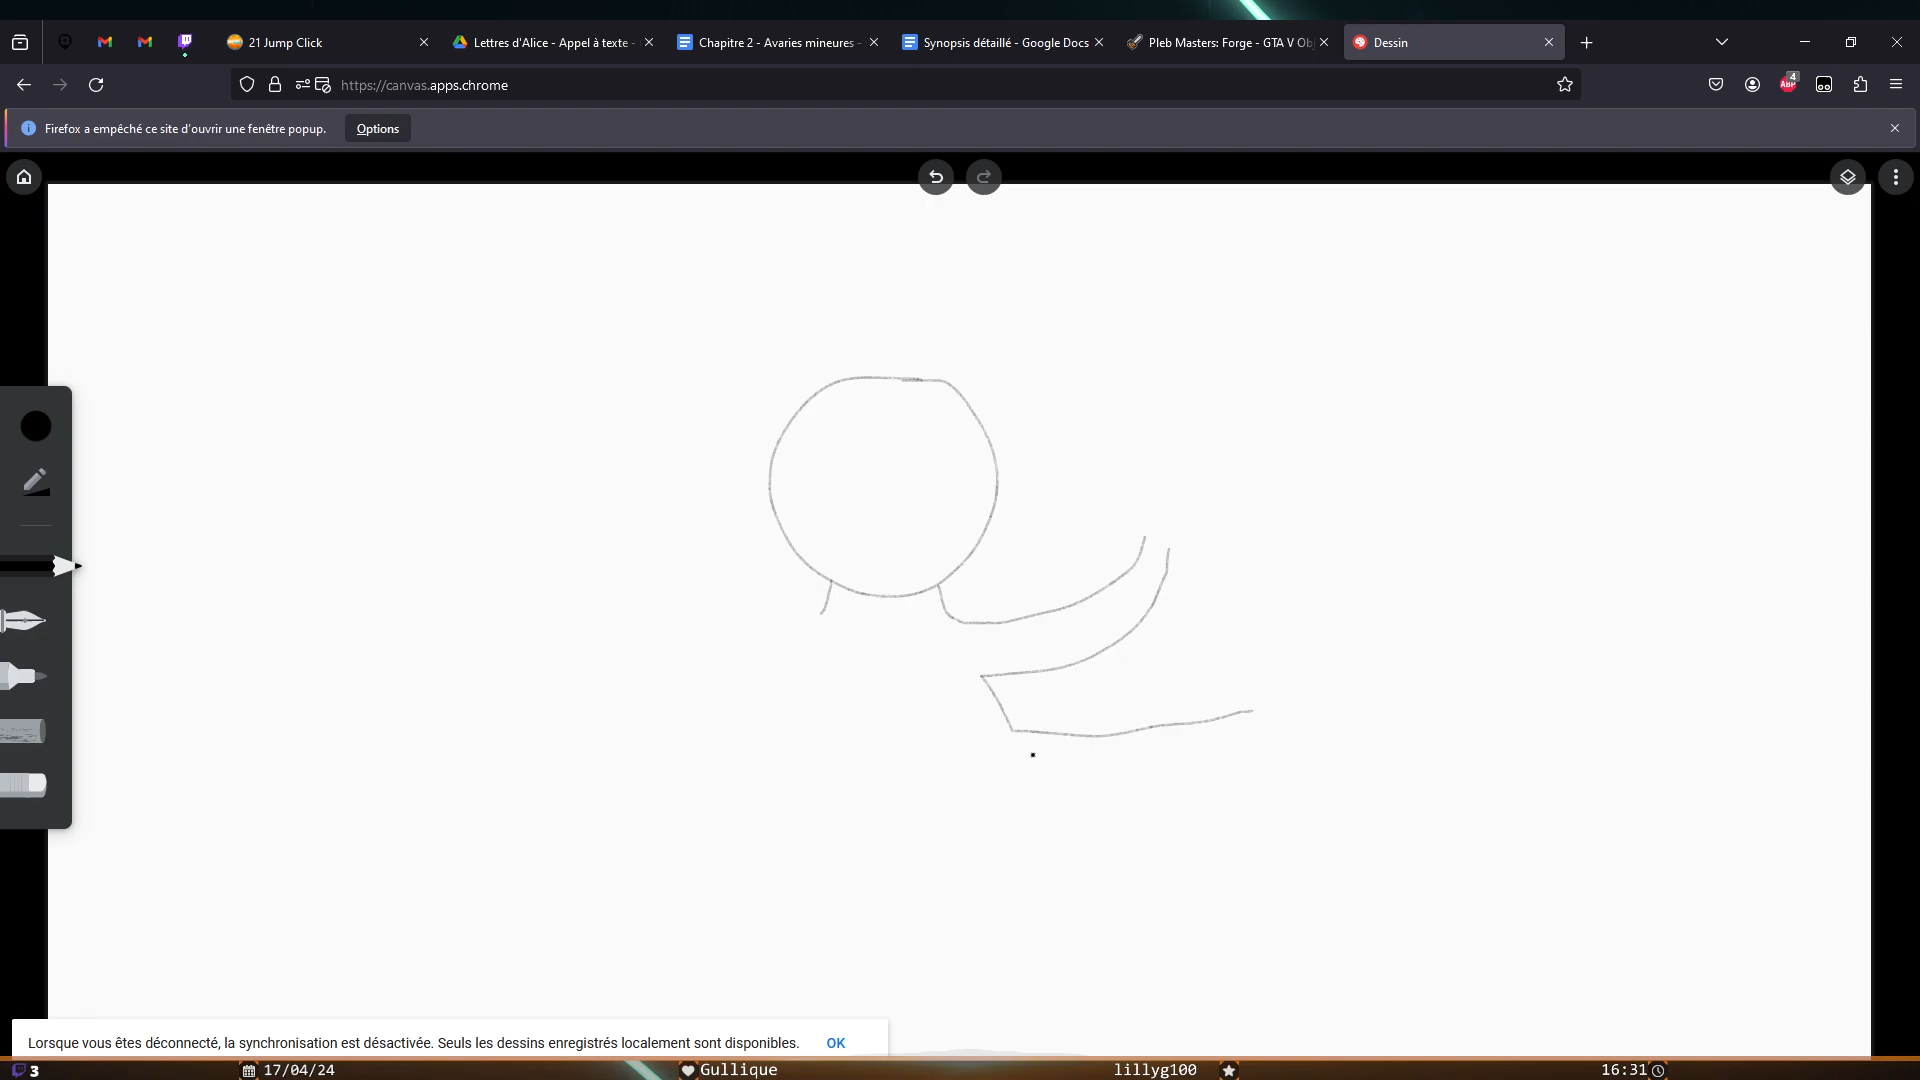 21 Jump Click
Lettres d'Alice - Appel à texte -
Chapitre 2 - Avaries mineures -
Synopsis détaillé - Google Docs
Pleb Masters: Forge - GTA V Obj
Dessin
https://canvas.apps.chrome
4
ABP
Firefox a empêché ce site d'ouvrir une fenêtre popup.
Options
Lorsque vous êtes déconnecté, la synchronisation est désactivée. Seuls les dessins enregistrés localement sont disponibles.
OK
3
17/04/24
Gullique
lillyg100
16:31